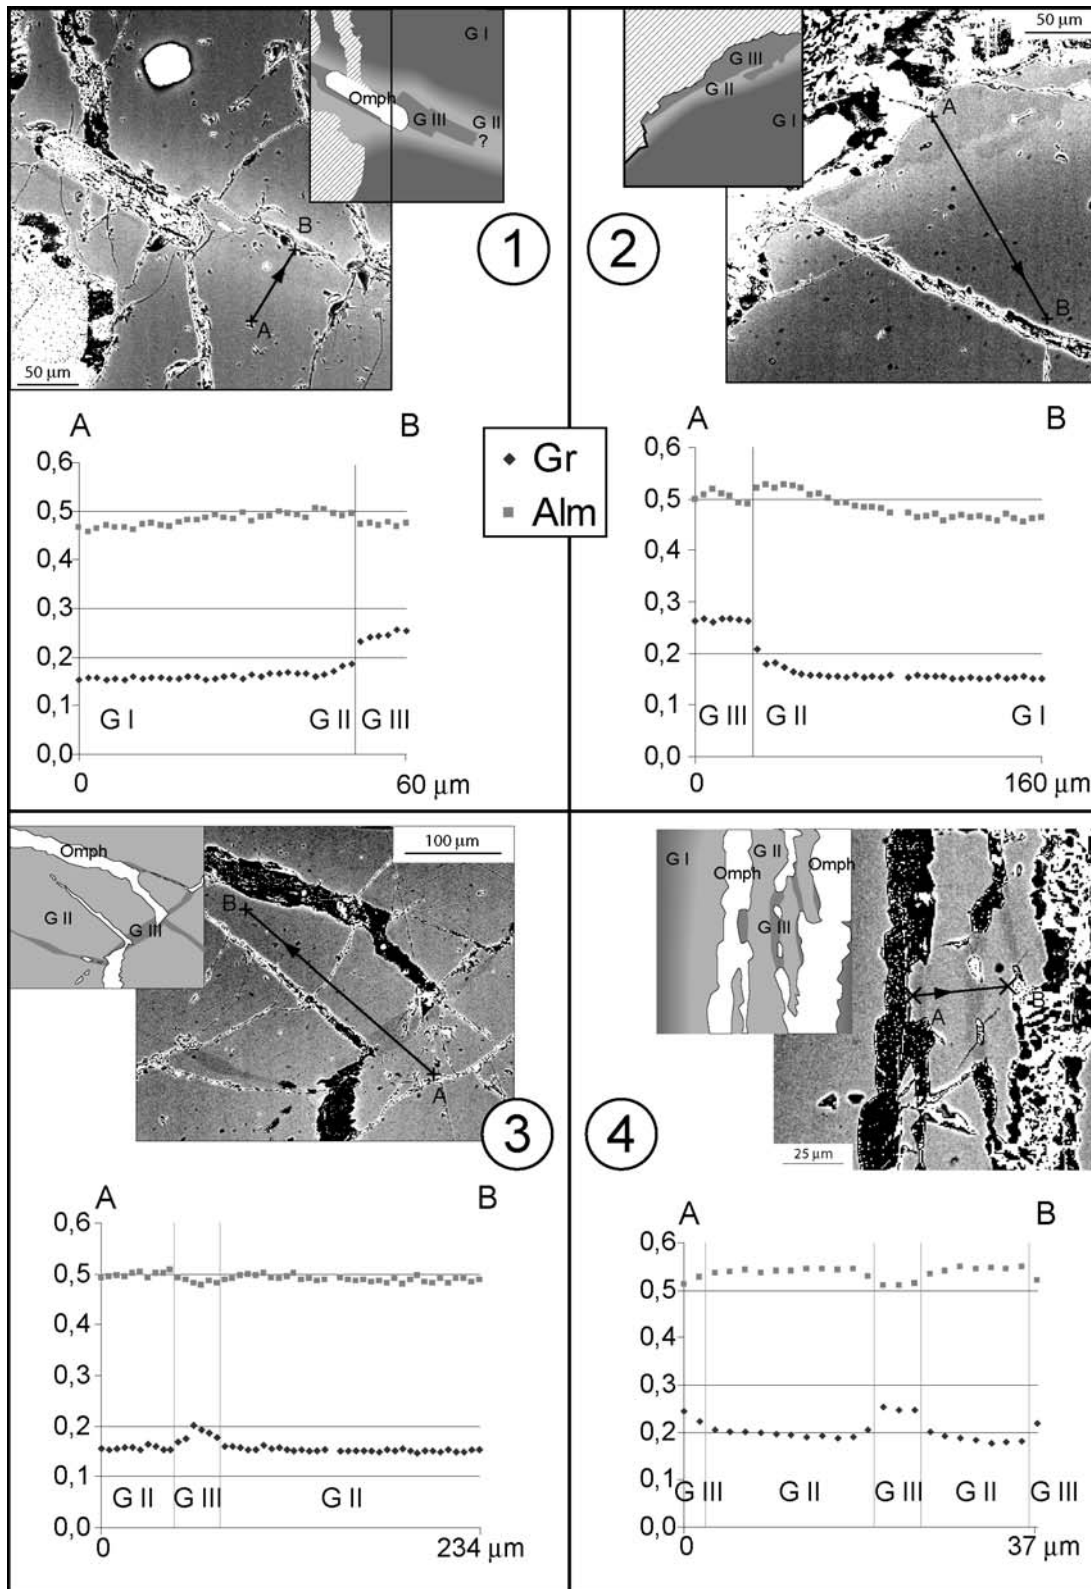 G I
Omph
G III
G II
?
B
A
50 μm
1
50 μm
G III
G II
G I
A
B
2
A B
0,6
0,5
0,4
0,3
0,2
0,1
0,0
G I G II G III
0 60 μm
Gr
Alm
A B
0,6
0,5
0,4
0,3
0,2
0,1
0,0
G III G II G I
0 160 μm
Omph
G II
G III
100 μm
B
A
3
G I
G II
Omph
Omph
G III
A
B
25 μm
4
A B
0,6
0,5
0,4
0,3
0,2
0,1
0,0
G II G III G II
0 234 μm
A B
0,6
0,5
0,4
0,3
0,2
0,1
0,0
G III G II G III G II G III
0 37 μm